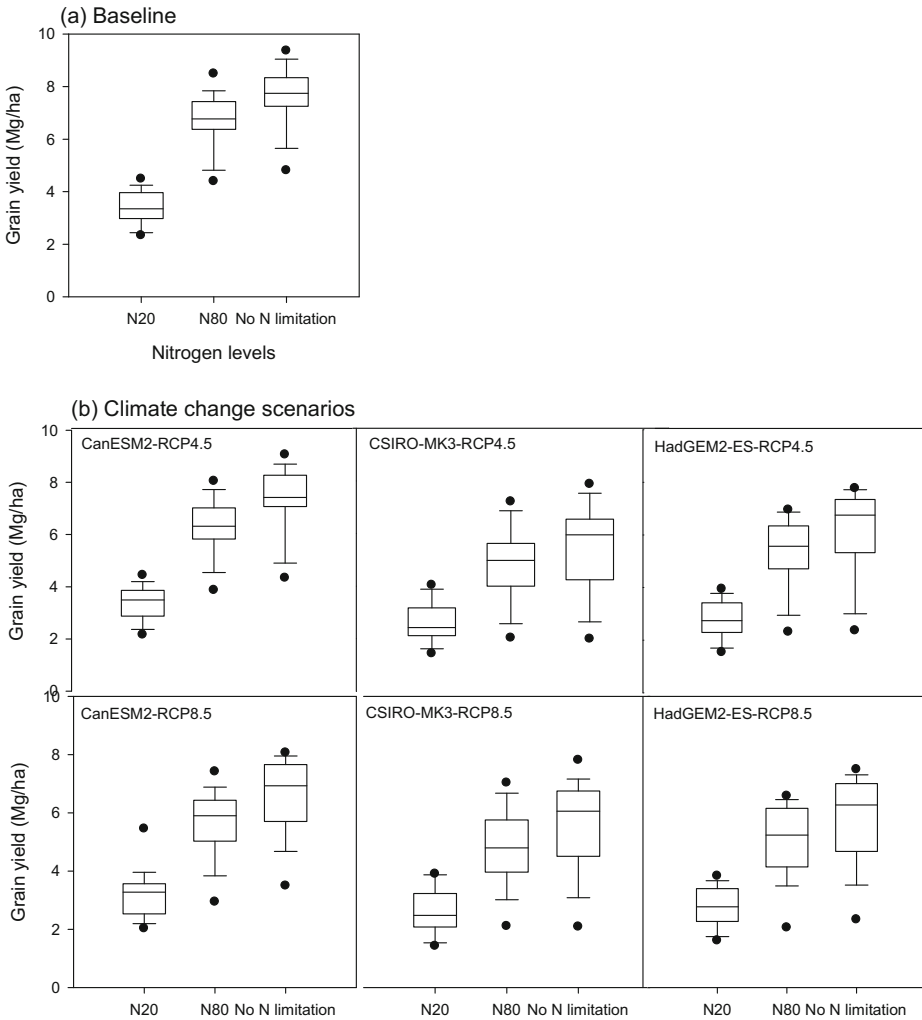 (a) Baseline
10
8
6
4
2
0
Grain yield (Mg/ha)
N20 N80 No N limitation
Nitrogen levels
(b) Climate change scenarios
CanESM2-RCP4.5 CSIRO-MK3-RCP4.5 HadGEM2-ES-RCP4.5
10
8
6
4
2
0
Grain yield (Mg/ha)
CanESM2-RCP8.5 CSIRO-MK3-RCP8.5 HadGEM2-ES-RCP8.5
10
8
6
4
2
0
Grain yield (Mg/ha)
N20 N80 No N limitation N20 N80 No N limitation N20 N80 No N limitation